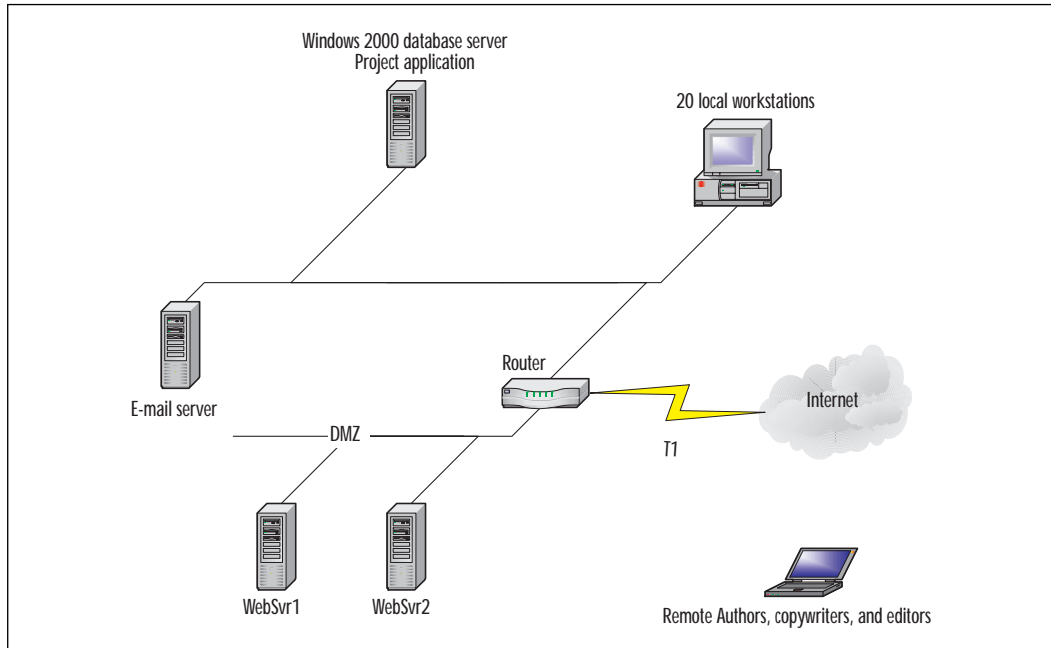 Windows 2000 database server
Project application
20 local workstations
Router
E-mail server
Internet
DMZ
T1
WebSvr1
WebSvr2
Remote Authors, copywriters, and editors